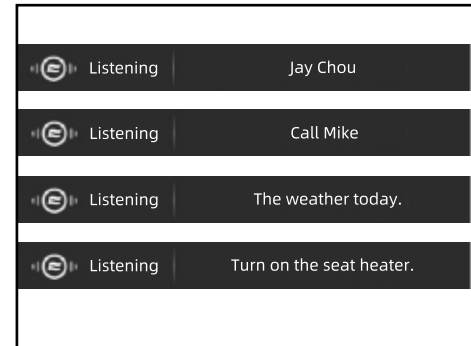 Listening Jay Chou
Listening Call Mike
Listening The weather today.
Listening Turn on the seat heater.